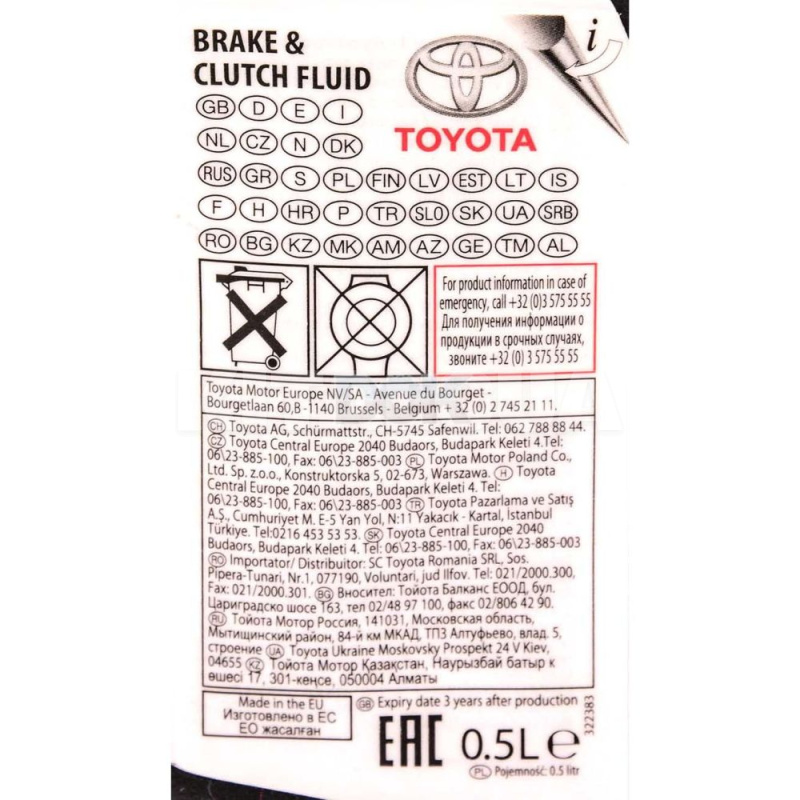 BRAKE &
CLUTCH FLUID
i
TOYOTA
GB D E I
NL CZ N DK
RUS GR S PL FIN LV EST LT IS
F H HR P TR SLO SK UA SRB
RO BG KZ MK AM AZ GE TM AL
For product information in case of
emergency, call +32 (0)3 575 55 55
Для получения информации о
продукции в срочных случаях,
звоните +32 (0) 3 575 55 55
Toyota Motor Europe NV/SA - Avenue du Bourget -
Bourgetlaan 60,B -1140 Brussels - Belgium + 32 (0) 2 745 21 11.
CH Toyota AG, Schürmattstr., CH-5745 Safenwil. Tel: 062 788 88 44.
CZ Toyota Central Europe 2040 Budaors, Budapark Keleti 4.Tel:
06\23-885-100, Fax: 06\23-885-003 PL Toyota Motor Poland Co.,
Ltd. Sp. z.o.o., Konstruktorska 5, 02-673, Warszawa. H Toyota
Central Europe 2040 Budaors, Budapark Keleti 4. Tel:
06\23-885-100, Fax: 06\23-885-003 TR Toyota Pazarlama ve Satış
A.Ş., Cumhuriyet M. E-5 Yan Yol, N:11 Yakacık - Kartal, İstanbul
Türkiye. Tel:0216 453 53 53. SK Toyota Central Europe 2040
Budaors, Budapark Keleti 4. Tel: 06\23-885-100, Fax: 06\23-885-003
RO Importator/ Distribuitor: SC Toyota Romania SRL, Sos.
Pipera-Tunari, Nr.1, 077190, Voluntari, jud Ilfov. Tel: 021/2000.300,
Fax: 021/2000.301. BG Вносител: Тойота Балканс ЕООД, бул.
Цариградско шосе 163, тел 02/48 97 100, факс 02/806 42 90.
RU Тойота Мотор Россия, 141031, Московская область,
Мытищинский район, 84-й км МКАД, ТПЗ Алтуфьево, влад. 5,
строение UA Toyota Ukraine Moskovsky Prospekt 24 V Kiev,
04655 KZ Тойота Мотор Қазақстан, Наурызбай батыр к
өшесі 17, 301-кеңсе, 050004 Алматы
Made in the EU
Изготовлено в ЕС
ЕО жасалған
GB Expiry date 3 years after production
322383
EAC 0.5L e
PL Pojemność: 0.5 litr